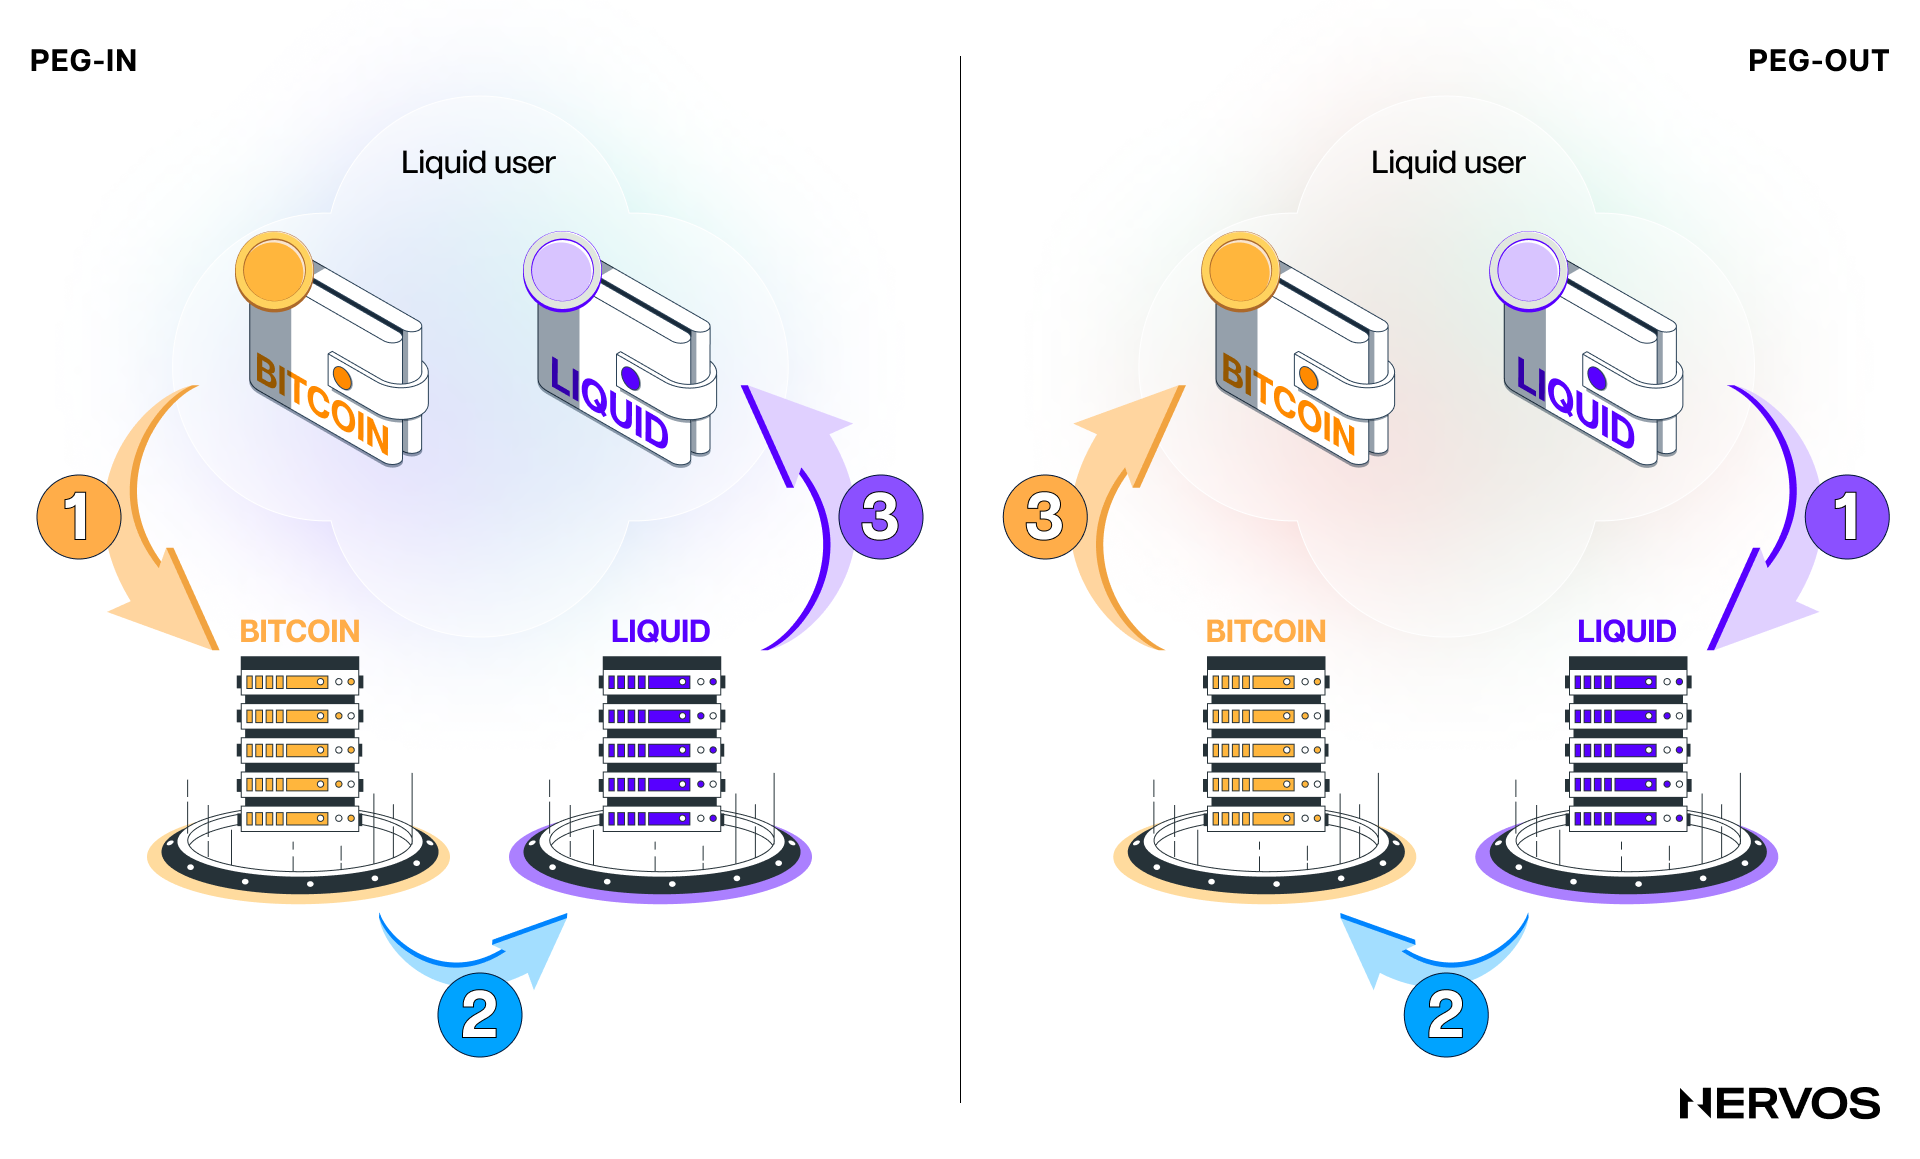 PEG-IN
Liquid user
BITCOIN
LIQUID
1
3
BITCOIN
LIQUID
2
PEG-OUT
Liquid user
BITCOIN
LIQUID
3
1
BITCOIN
LIQUID
2
NERVOS